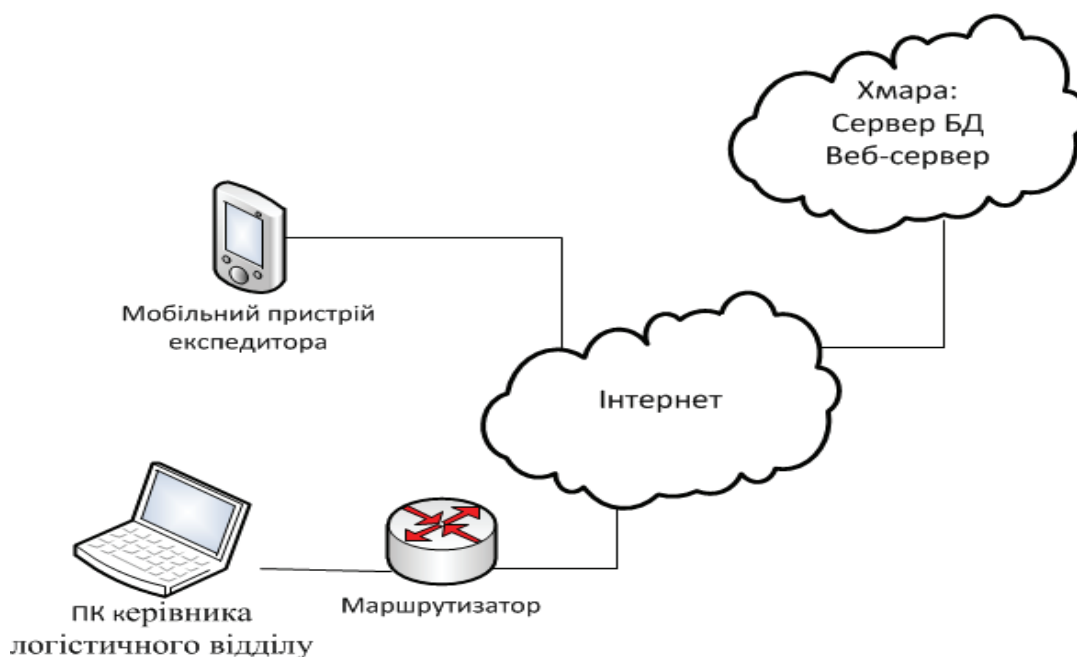 Хмара:
Сервер БД
Веб-сервер
Мобільний пристрій
експедитора
Інтернет
Маршрутизатор
ПК керівника
логістичного відділу